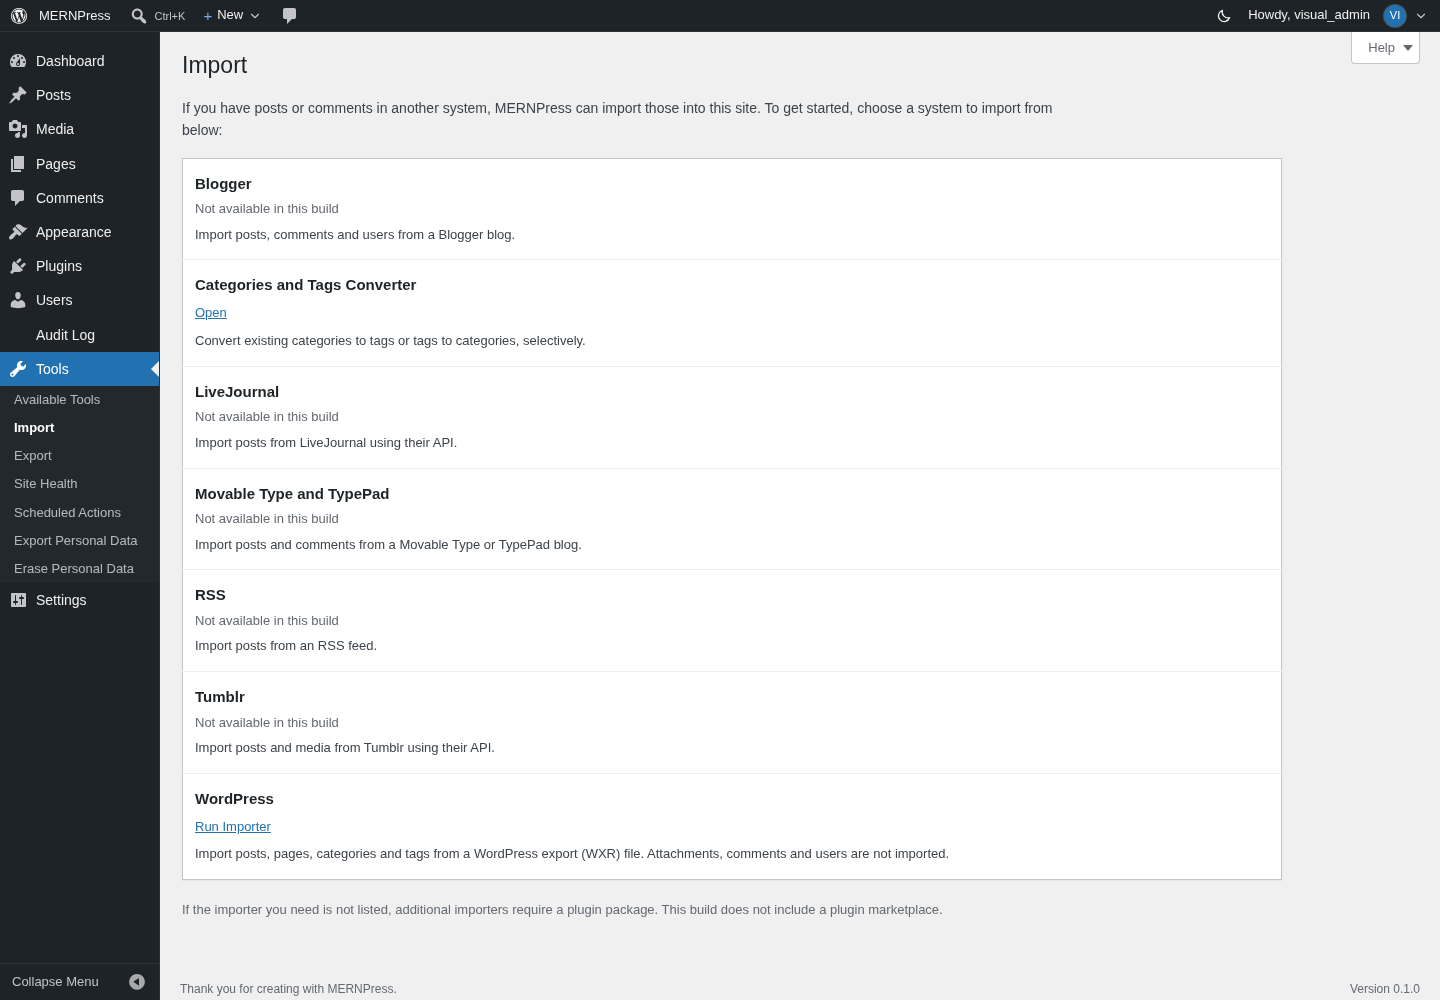 MERNPress
Ctrl+K
+ New
Howdy, visual_admin
VI
Dashboard
Posts
Media
Pages
Comments
Appearance
Plugins
Users
Audit Log
Tools
Available Tools
Import
Export
Site Health
Scheduled Actions
Export Personal Data
Erase Personal Data
Settings
Collapse Menu
Help
Import
If you have posts or comments in another system, MERNPress can import those into this site. To get started, choose a system to import from
below:
Blogger
Not available in this build
Import posts, comments and users from a Blogger blog.
Categories and Tags Converter
Open
Convert existing categories to tags or tags to categories, selectively.
LiveJournal
Not available in this build
Import posts from LiveJournal using their API.
Movable Type and TypePad
Not available in this build
Import posts and comments from a Movable Type or TypePad blog.
RSS
Not available in this build
Import posts from an RSS feed.
Tumblr
Not available in this build
Import posts and media from Tumblr using their API.
WordPress
Run Importer
Import posts, pages, categories and tags from a WordPress export (WXR) file. Attachments, comments and users are not imported.
If the importer you need is not listed, additional importers require a plugin package. This build does not include a plugin marketplace.
Thank you for creating with MERNPress.
Version 0.1.0